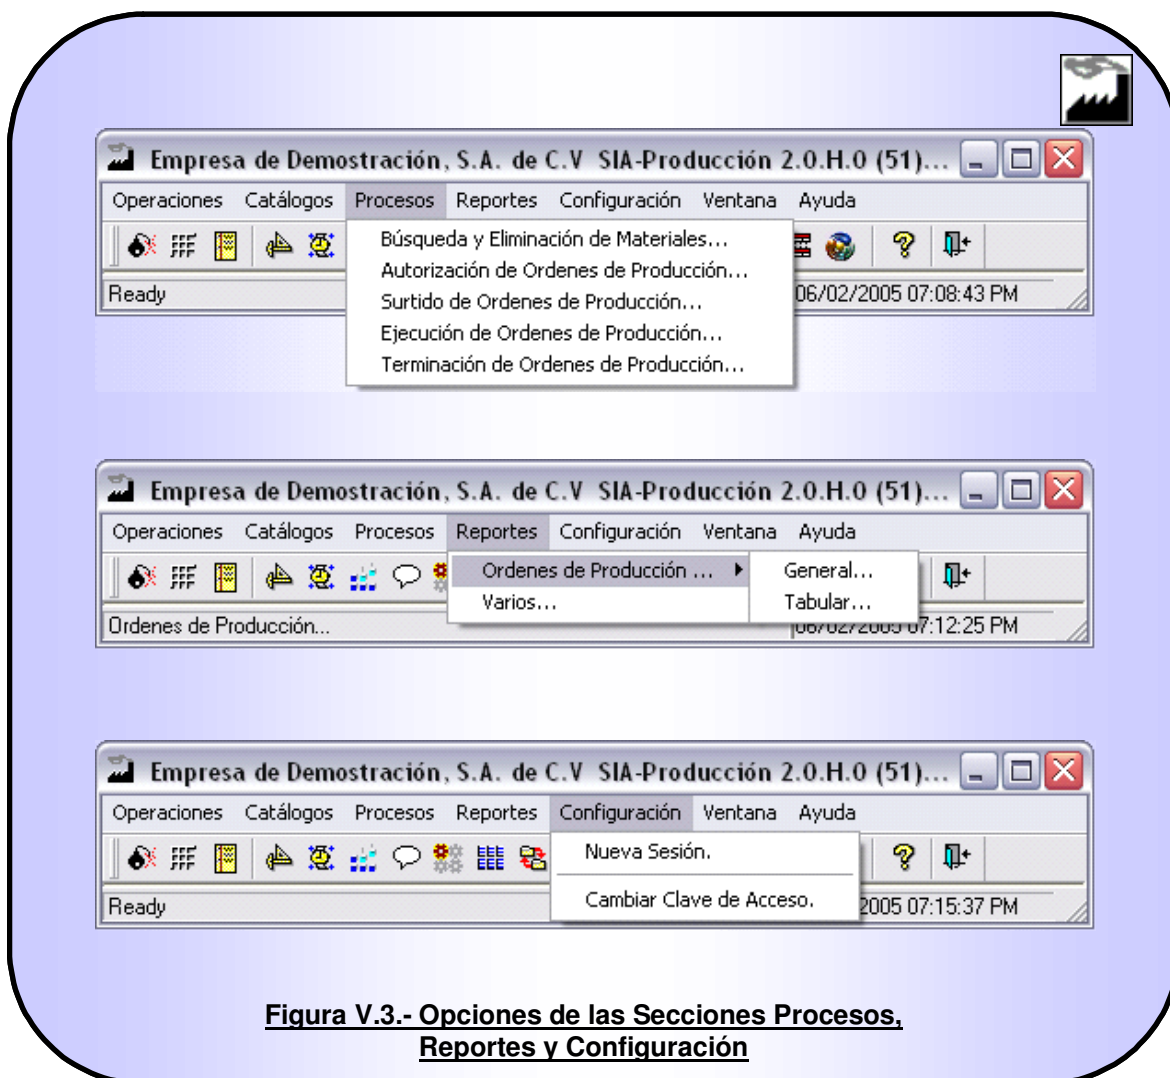 Empresa de Demostración, S.A. de C.V SIA-Producción 2.0.H.0 (51)...
Operaciones Catálogos Procesos Reportes Configuración Ventana Ayuda
Búsqueda y Eliminación de Materiales...
Autorización de Ordenes de Producción...
Surtido de Ordenes de Producción...
Ejecución de Ordenes de Producción...
Terminación de Ordenes de Producción...
Ready 06/02/2005 07:08:43 PM
Empresa de Demostración, S.A. de C.V SIA-Producción 2.0.H.0 (51)...
Operaciones Catálogos Procesos Reportes Configuración Ventana Ayuda
Ordenes de Producción ... General...
Varios... Tabular...
Ordenes de Producción... 06/02/2005 07:12:25 PM
Empresa de Demostración, S.A. de C.V SIA-Producción 2.0.H.0 (51)...
Operaciones Catálogos Procesos Reportes Configuración Ventana Ayuda
Nueva Sesión.
Cambiar Clave de Acceso.
Ready 2005 07:15:37 PM
Figura V.3.- Opciones de las Secciones Procesos,
Reportes y Configuración